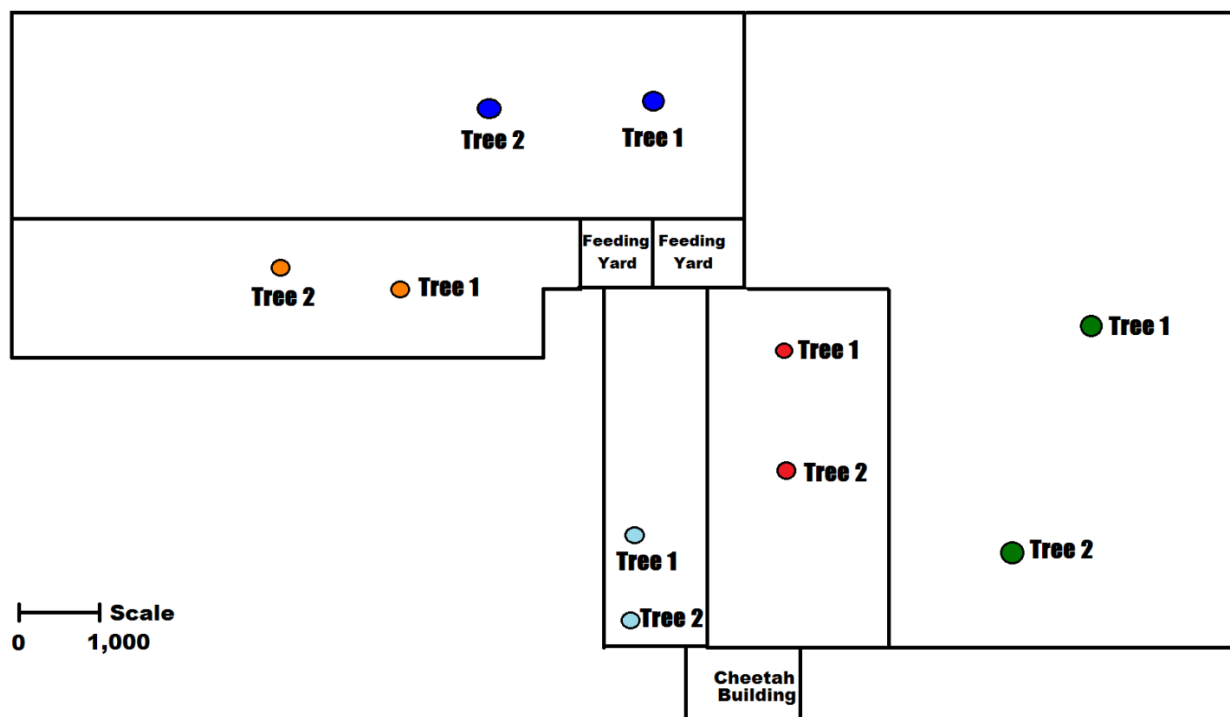 Tree 2
Tree 1
Feeding
Yard
Feeding
Yard
Tree 2
Tree 1
Tree 1
Tree 1
Tree 2
Tree 1
Tree 2
Tree 2
Scale
0 1,000
Cheetah
Building